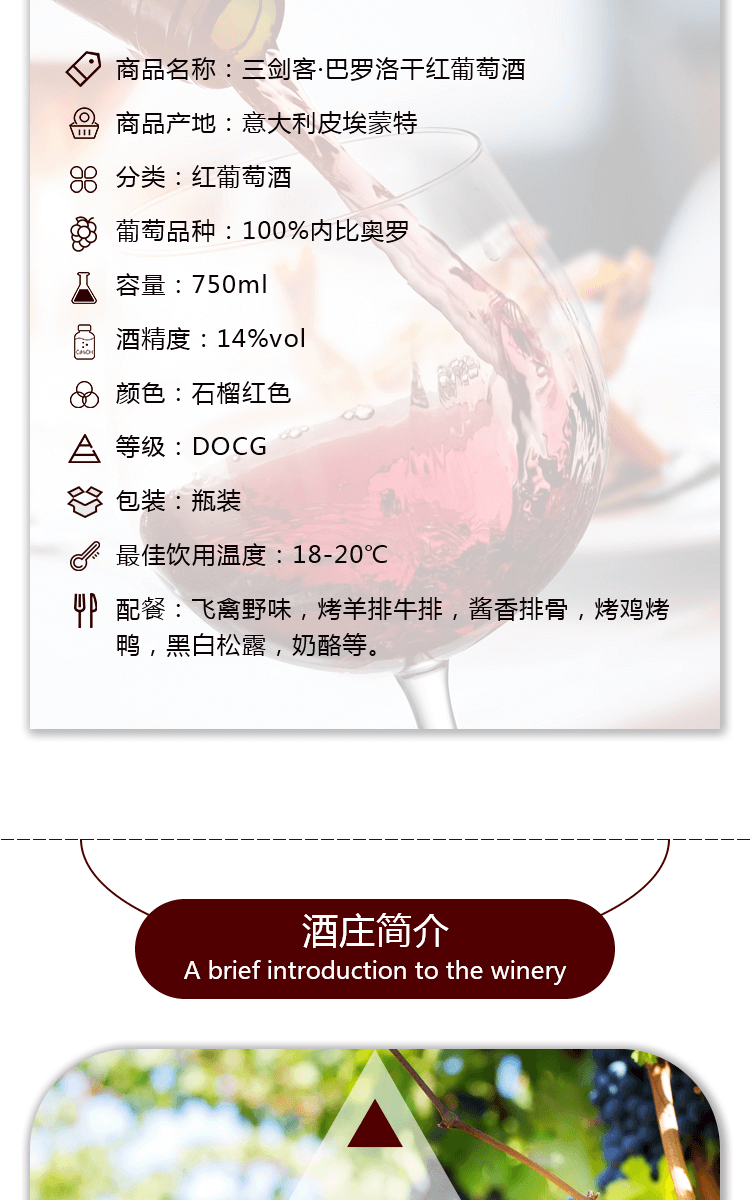 商品名称：三剑客·巴罗洛干红葡萄酒
商品产地：意大利皮埃蒙特
分类：红葡萄酒
葡萄品种：100%内比奥罗
容量：750ml
酒精度：14%vol
颜色：石榴红色
等级：DOCG
包装：瓶装
最佳饮用温度：18-20℃
配餐：飞禽野味，烤羊排牛排，酱香排骨，烤鸡烤
鸭，黑白松露，奶酪等。
酒庄简介
A brief introduction to the winery